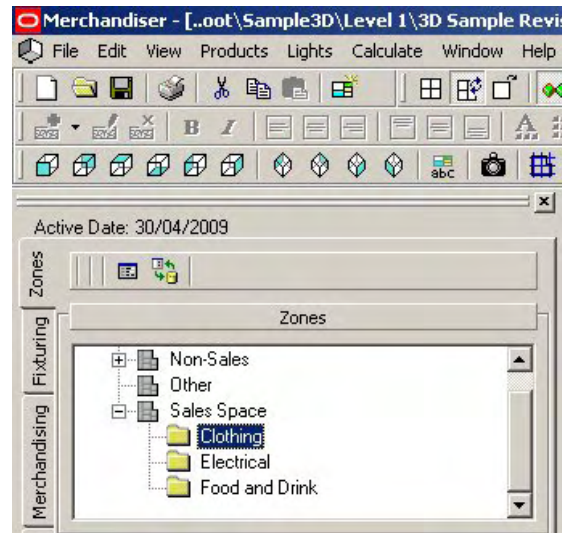 Merchandiser - [..oot\Sample3D\Level 1\3D Sample Revis
File Edit View Products Lights Calculate Window Help
B I A
abc
Active Date: 30/04/2009
Zones
Fixturing
Merchandising
Zones
Non-Sales
Other
Sales Space
Clothing
Electrical
Food and Drink